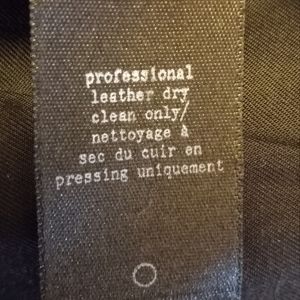 professional
leather dry
clean only/
nettoyage à
sec du cuir en
pressing uniquement